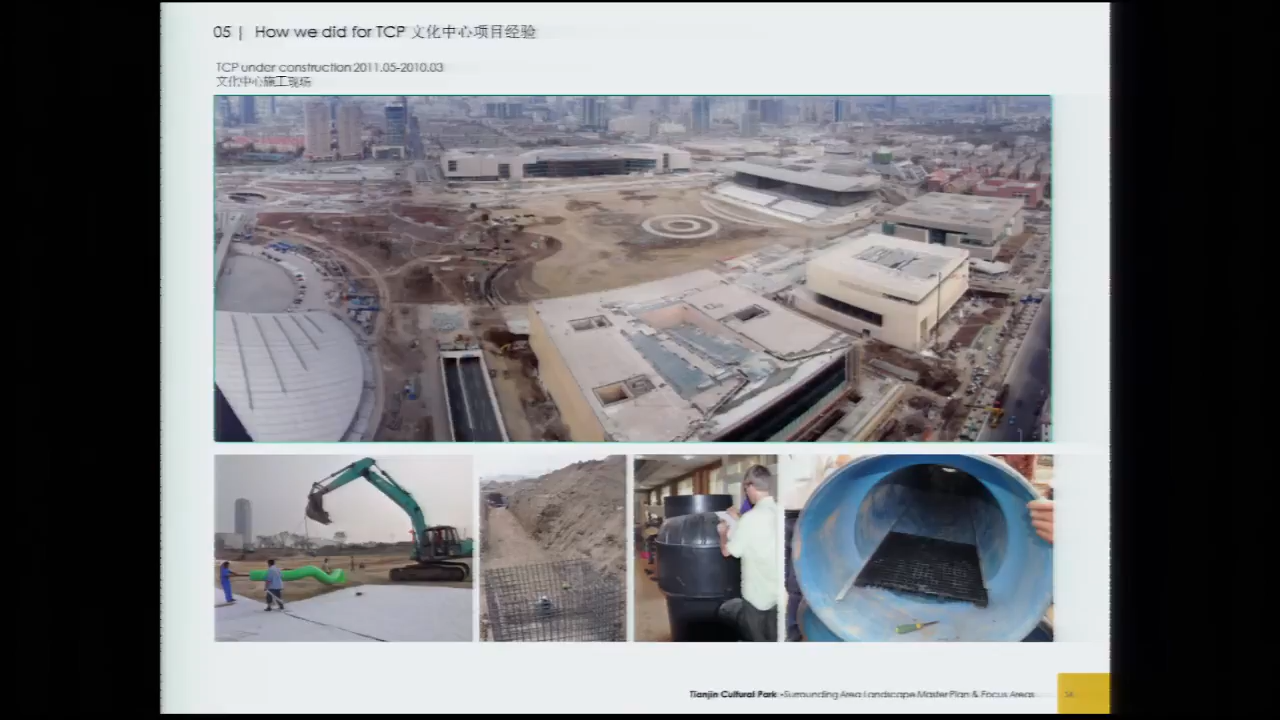 05 | How we did for TCP 文化中心项目经验
TCP under construction 2011.05-2010.03
文化中心施工现场
Tianjin Cultural Park -Surrounding Area Landscape Master Plan & Focus Areas